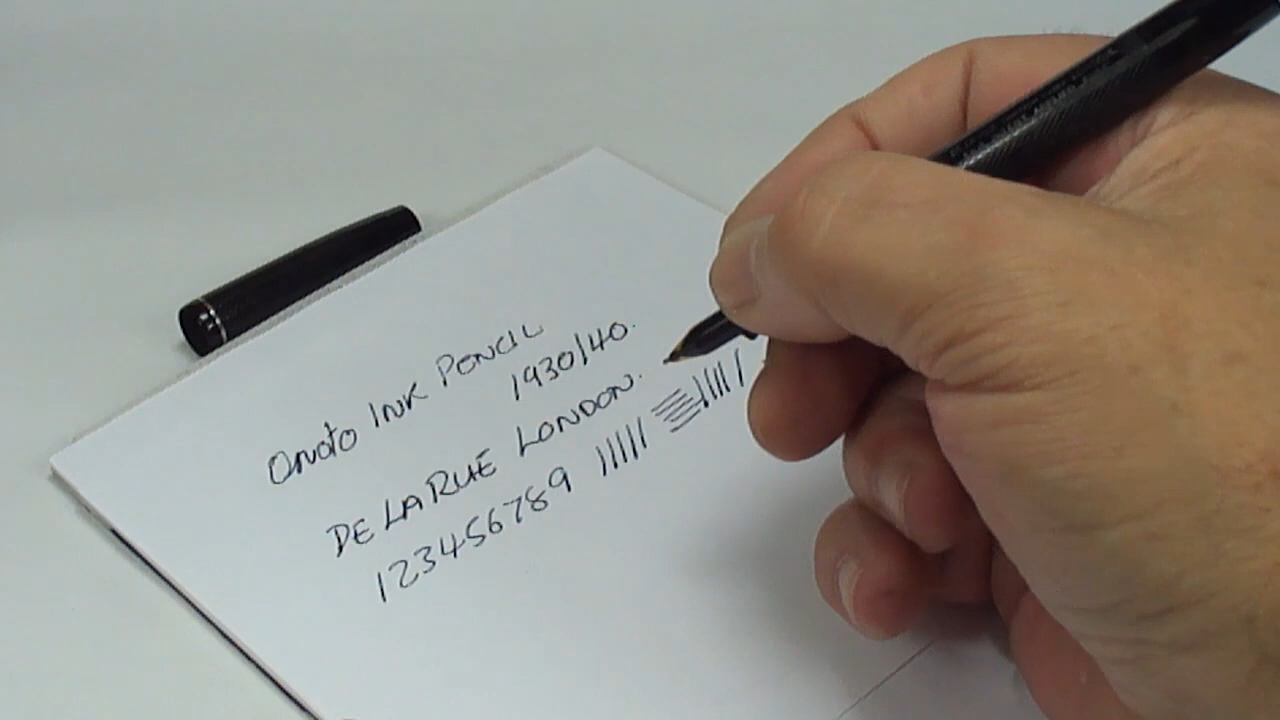 Onoto INK PENCIL
1930/40.
DE LA RUE LONDON.
123456789